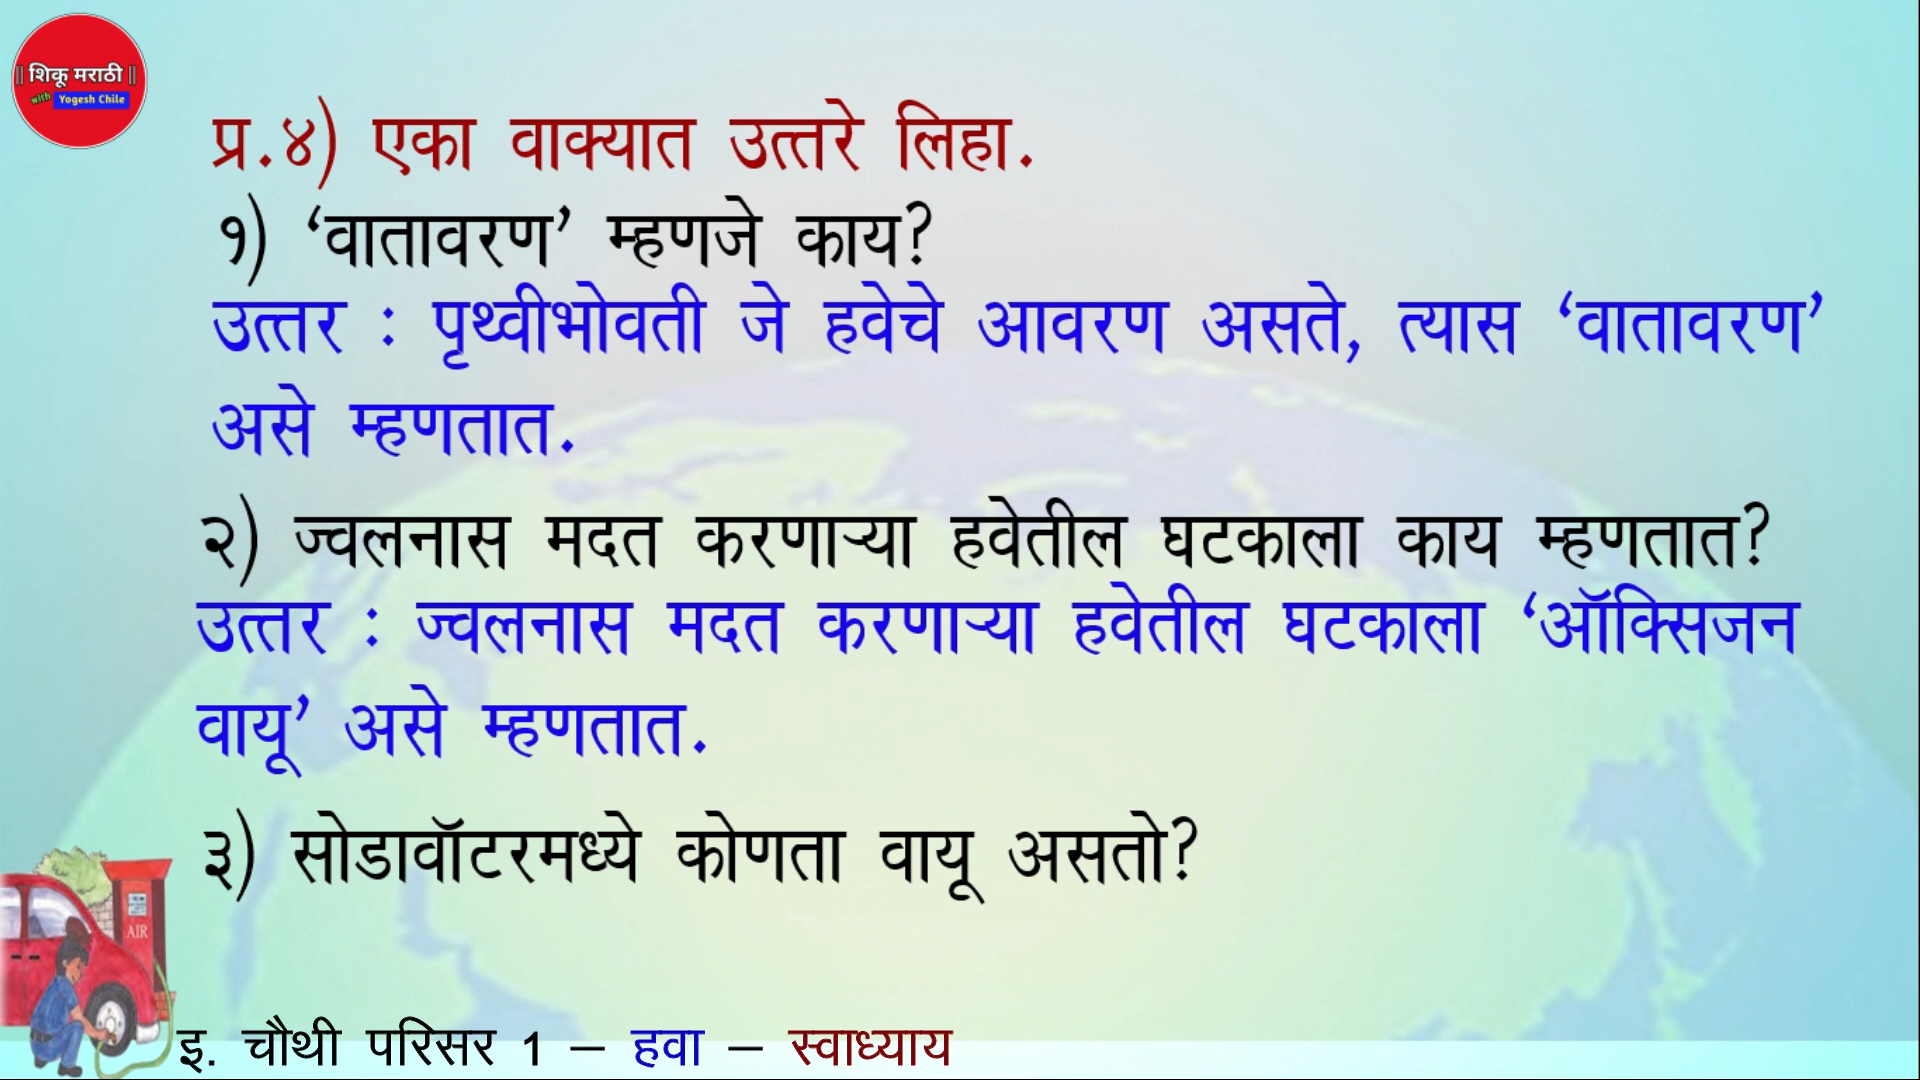 || शिकू मराठी ||
with Yogesh Chile
प्र.४) एका वाक्यात उत्तरे लिहा.
१) ‘वातावरण’ म्हणजे काय?
उत्तर : पृथ्वीभोवती जे हवेचे आवरण असते, त्यास ‘वातावरण’
असे म्हणतात.
२) ज्वलनास मदत करणाऱ्या हवेतील घटकाला काय म्हणतात?
उत्तर : ज्वलनास मदत करणाऱ्या हवेतील घटकाला ‘ऑक्सिजन
वायू’ असे म्हणतात.
३) सोडावॉटरमध्ये कोणता वायू असतो?
AIR
इ. चौथी परिसर 1 – हवा – स्वाध्याय